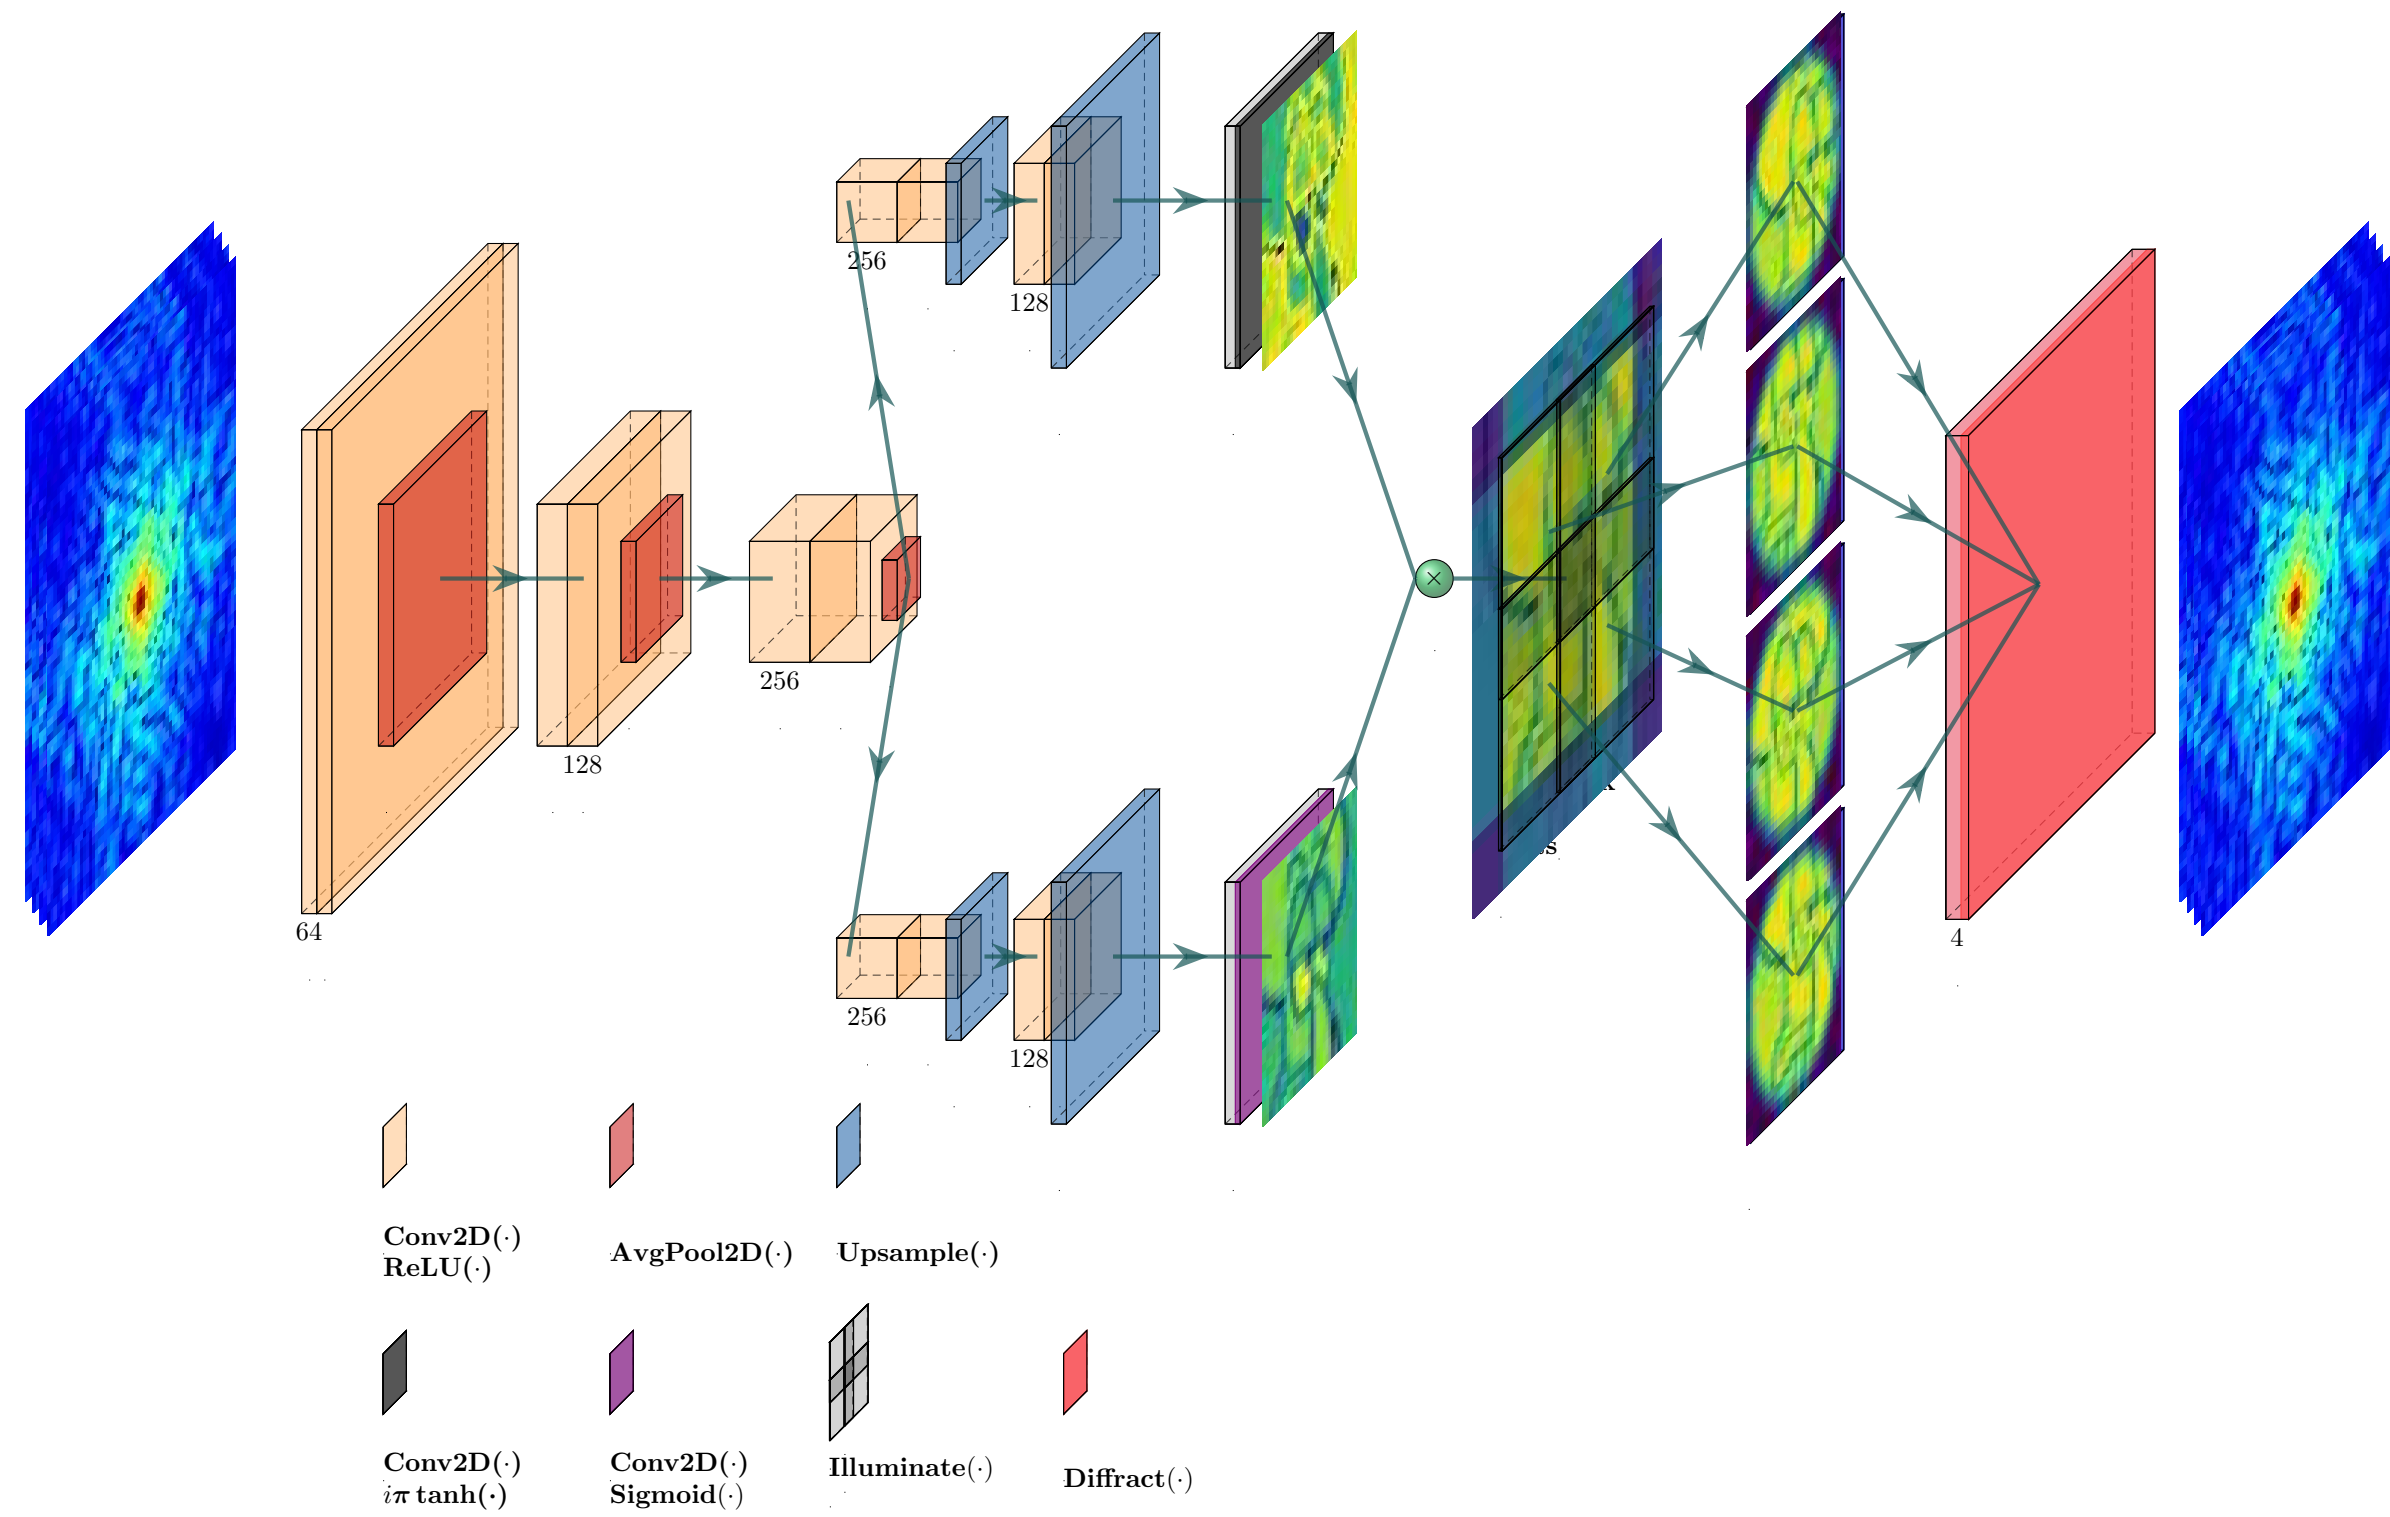 256
128
64
128
256
x
ts
4
256
128
Conv2D(·)
ReLU(·)
AvgPool2D(·)
Upsample(·)
Conv2D(·)
iπ tanh(·)
Conv2D(·)
Sigmoid(·)
Illuminate(·)
Diffract(·)